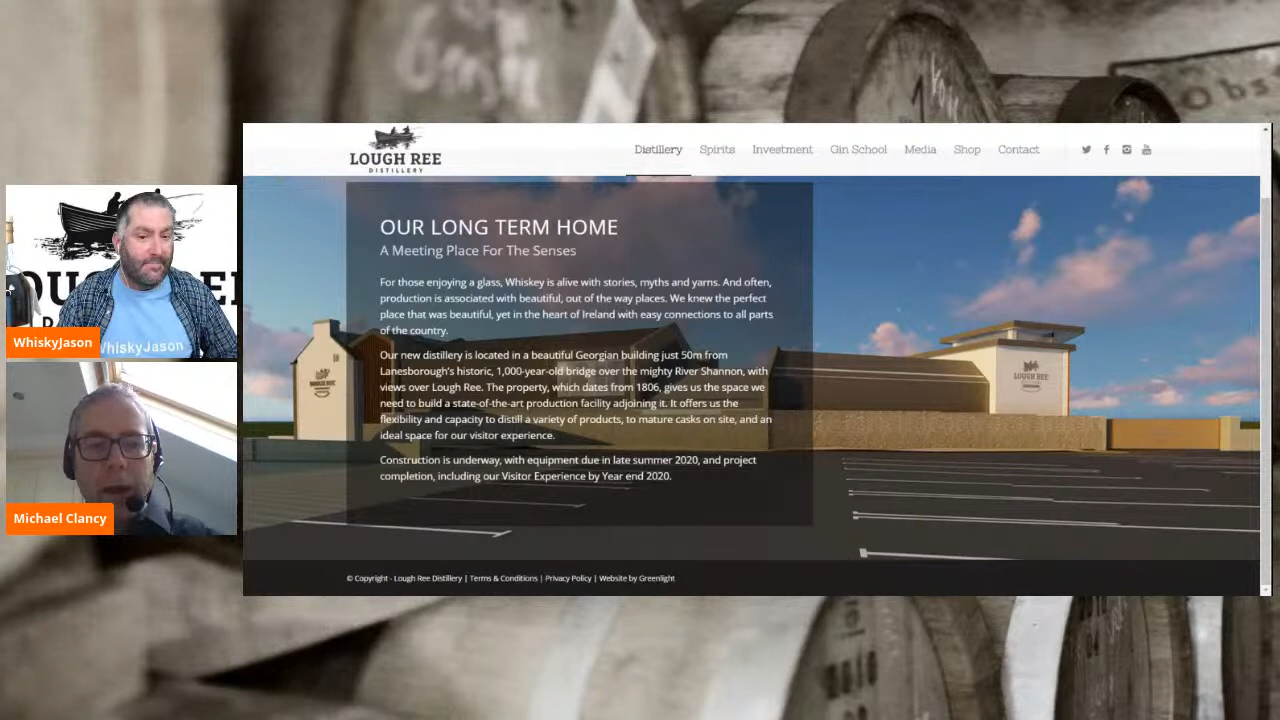 LOUGH REE
DISTILLERY
Distillery Spirits Investment Gin School Media Shop Contact
OUR LONG TERM HOME
A Meeting Place For The Senses
For those enjoying a glass, Whiskey is alive with stories, myths and yarns. And often,
production is associated with beautiful, out of the way places. We knew the perfect
place that was beautiful, yet in the heart of Ireland with easy connections to all parts
of the country.
Our new distillery is located in a beautiful Georgian building just 50m from
Lanesborough's historic, 1,000-year-old bridge over the mighty River Shannon, with
views over Lough Ree. The property, which dates from 1806, gives us the space we
need to build a state-of-the-art production facility adjoining it. It offers us the
flexibility and capacity to distill a variety of products, to mature casks on site, and an
ideal space for our visitor experience.
Construction is underway, with equipment due in late summer 2020, and project
completion, including our Visitor Experience by Year end 2020.
LOUGH REE
© Copyright - Lough Ree Distillery | Terms & Conditions | Privacy Policy | Website by Greenlight
WhiskyJason
WhiskyJason
Michael Clancy